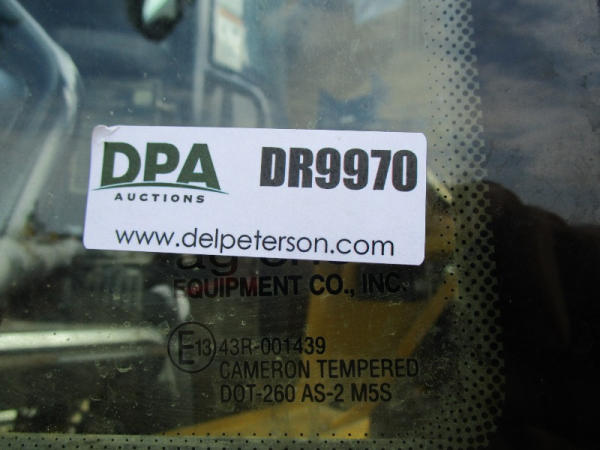 DPA
AUCTIONS
DR9970
www.delpeterson.com
EQUIPMENT CO., INC.
E13 43R-001439
CAMERON TEMPERED
DOT-260 AS-2 M5S